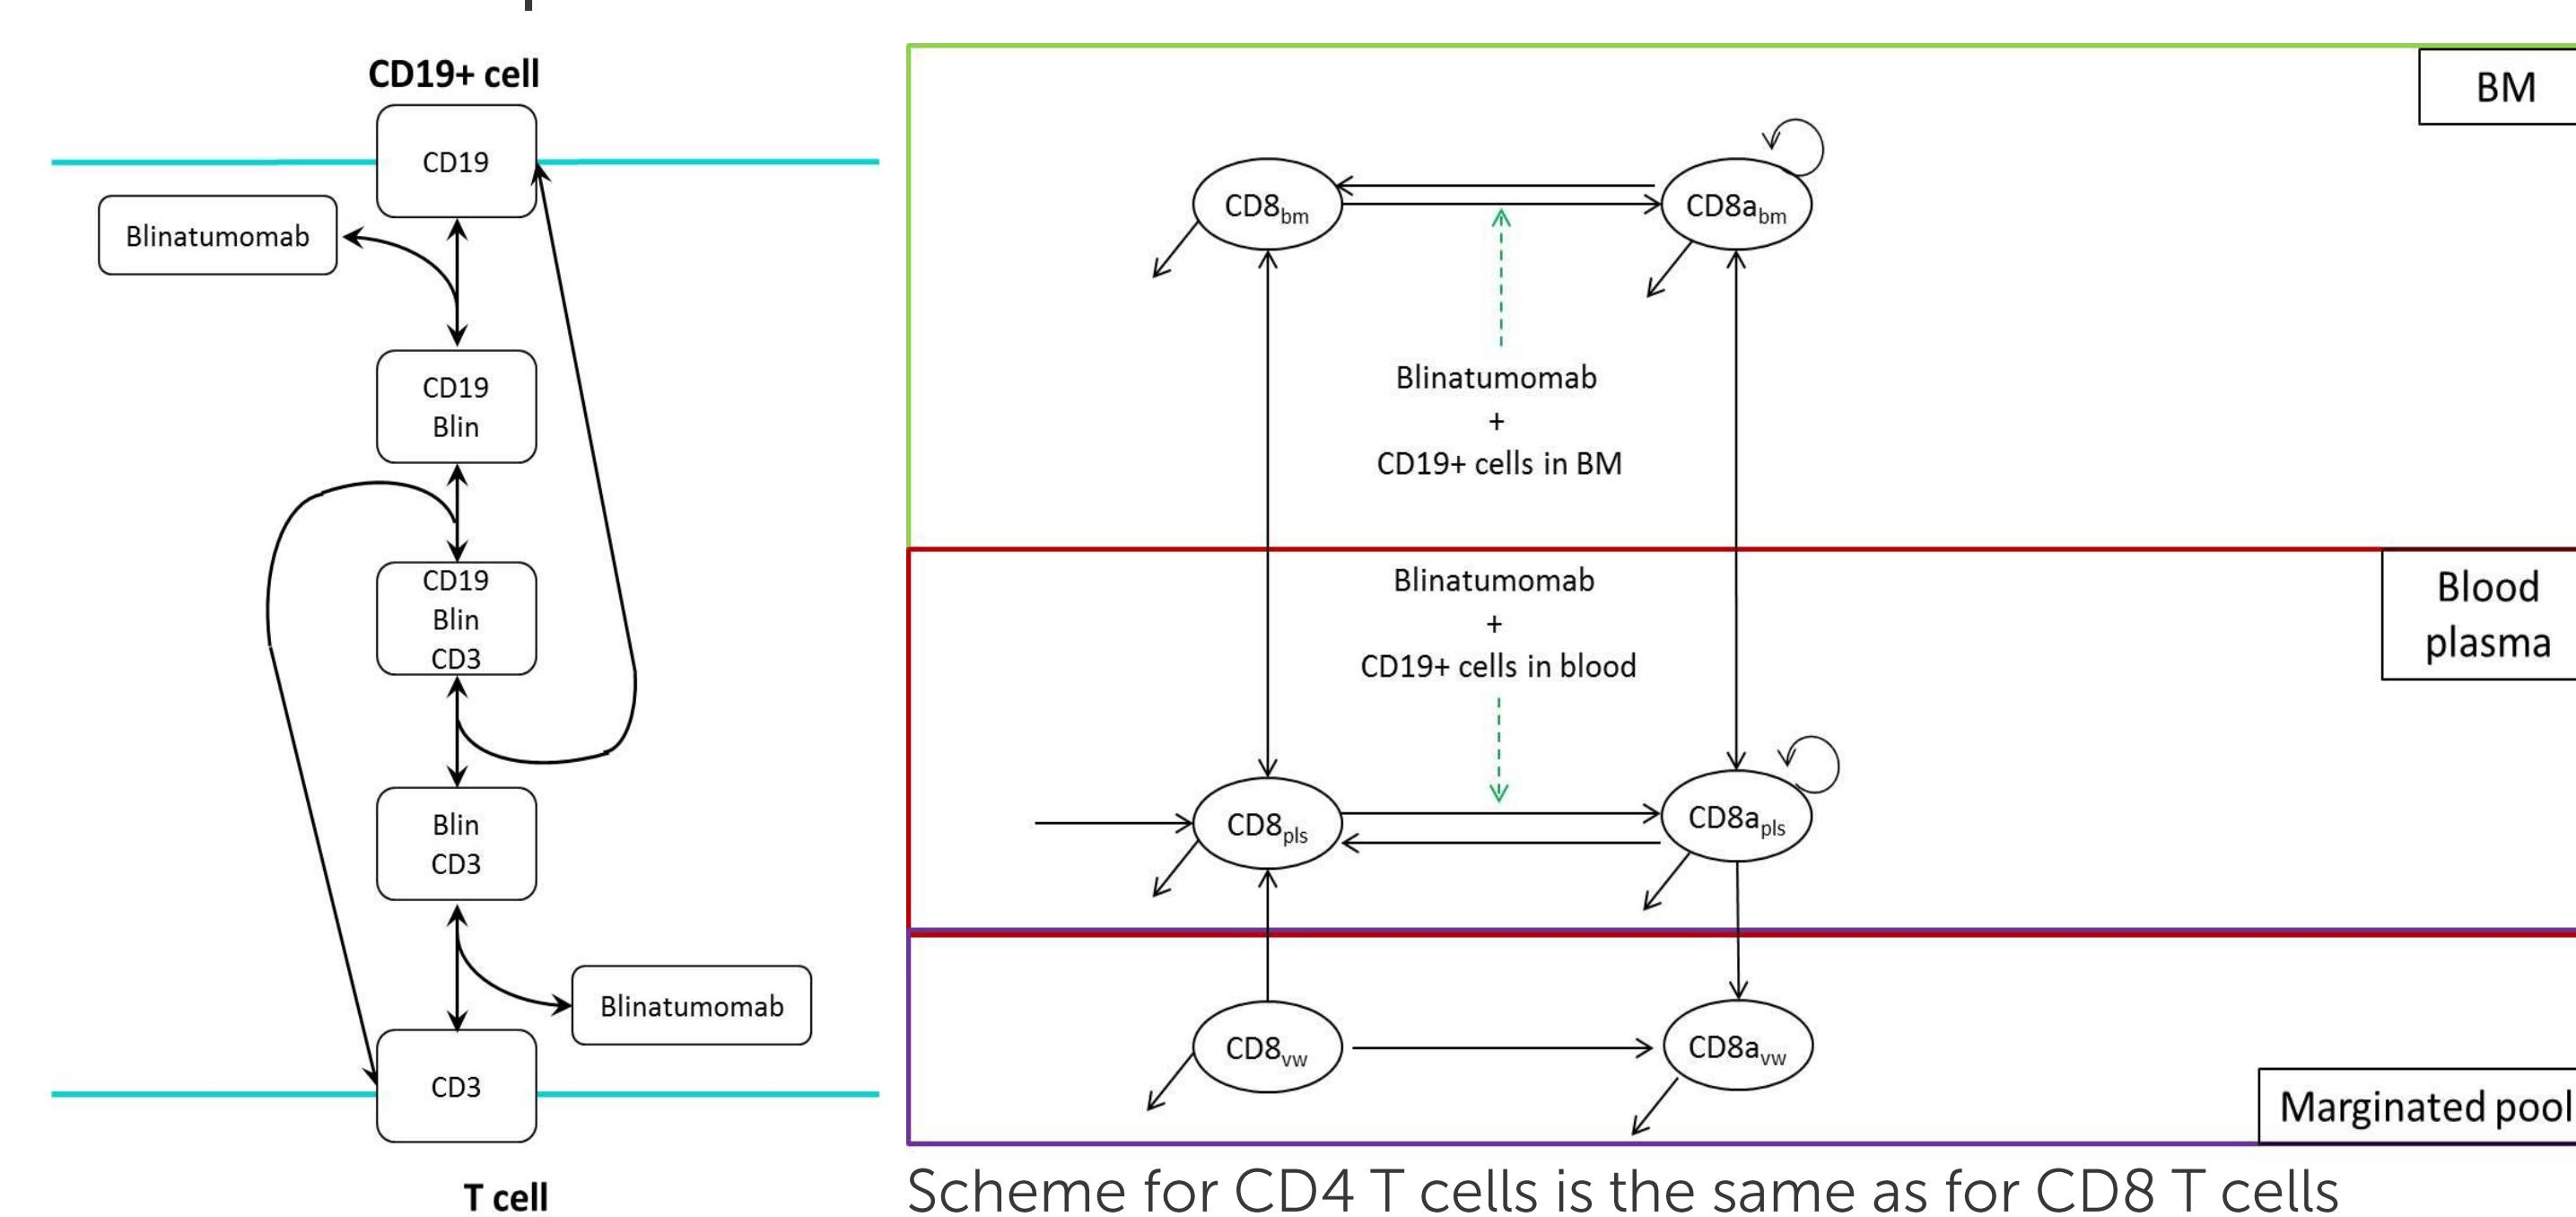 CD19+ cell
CD19
Blinatumomab
CD19
Blin
CD19
Blin
CD3
Blin
CD3
Blinatumomab
CD3
T cell
BM
CD8bm
CD8abm
Blinatumomab
+
CD19+ cells in BM
Blood
plasma
Blinatumomab
+
CD19+ cells in blood
CD8pls
CD8apls
CD8vw
CD8avw
Marginated pool
Scheme for CD4 T cells is the same as for CD8 T cells